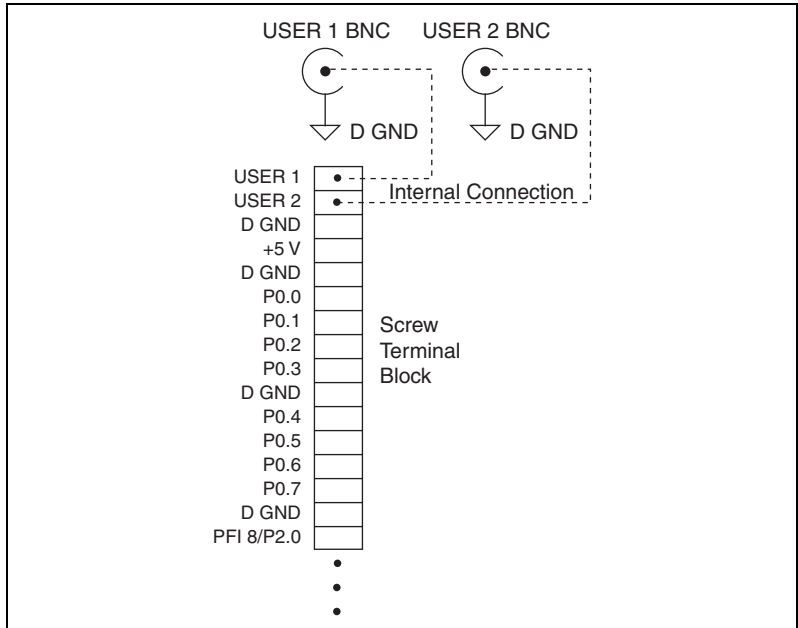 USER 1 BNC
USER 2 BNC
D GND
D GND
USER 1
USER 2
Internal Connection
D GND
+5 V
D GND
P0.0
P0.1
P0.2
P0.3
Screw
Terminal
Block
D GND
P0.4
P0.5
P0.6
P0.7
D GND
PFI 8/P2.0